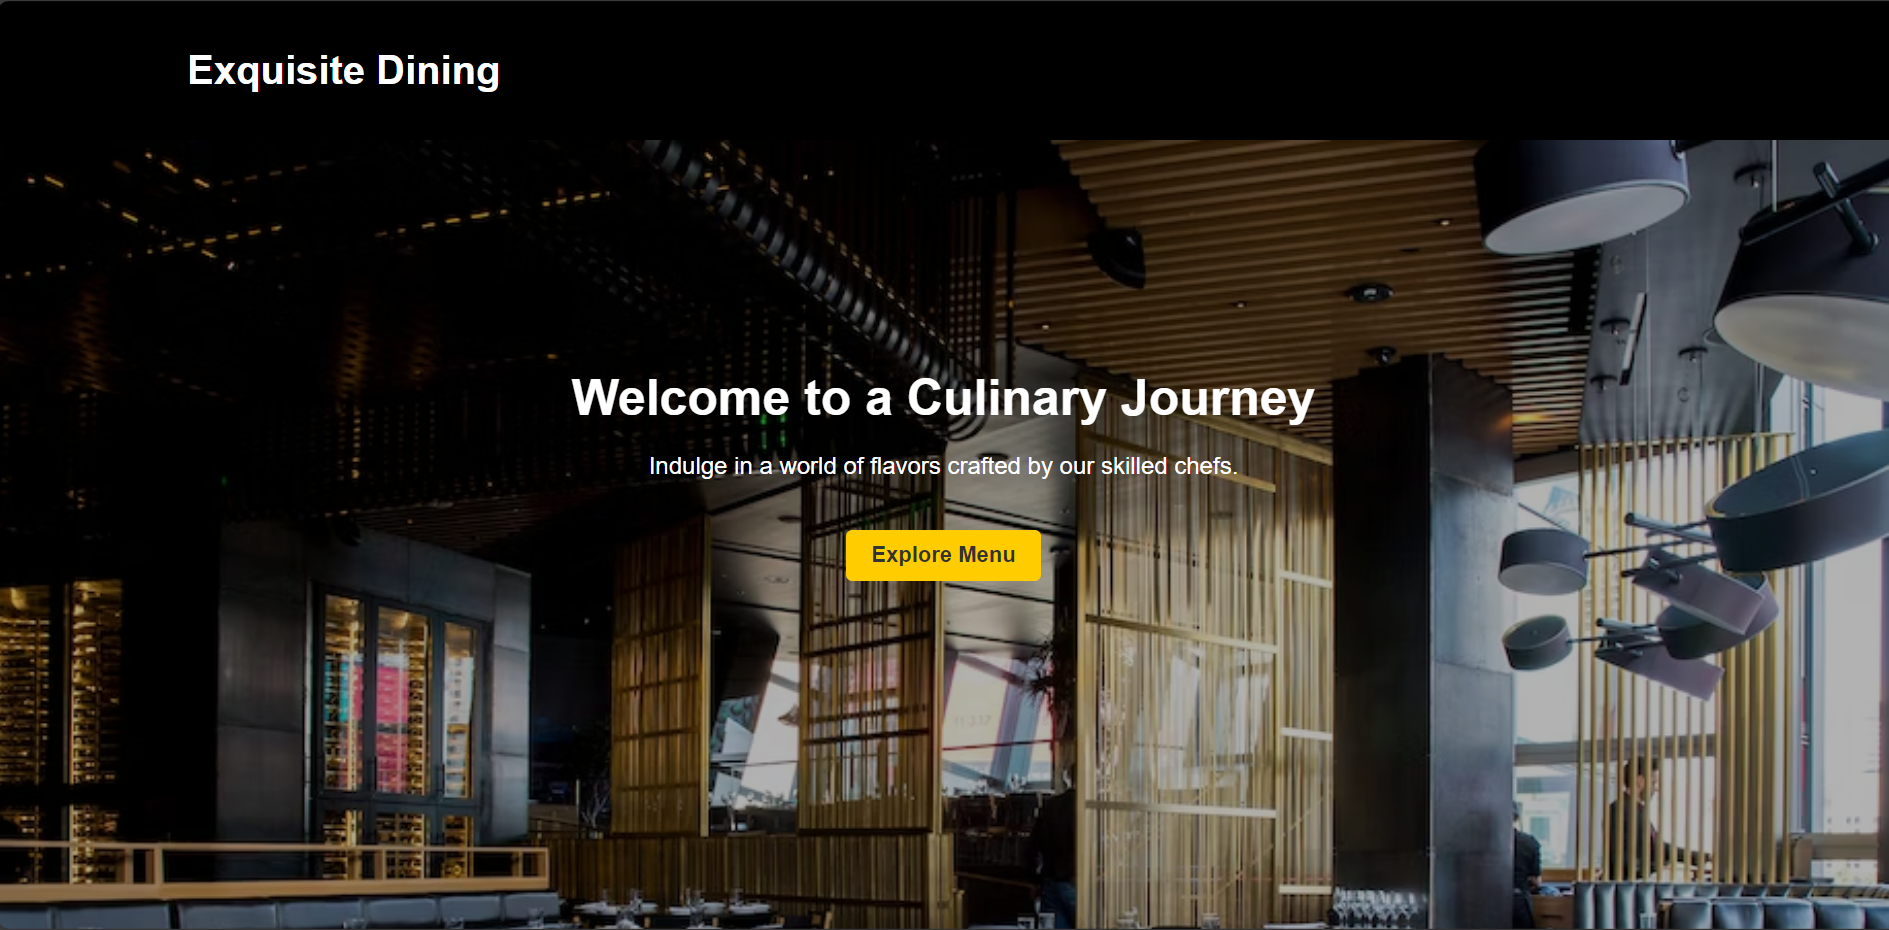 Exquisite Dining
Welcome to a Culinary Journey
Indulge in a world of flavors crafted by our skilled chefs.
Explore Menu